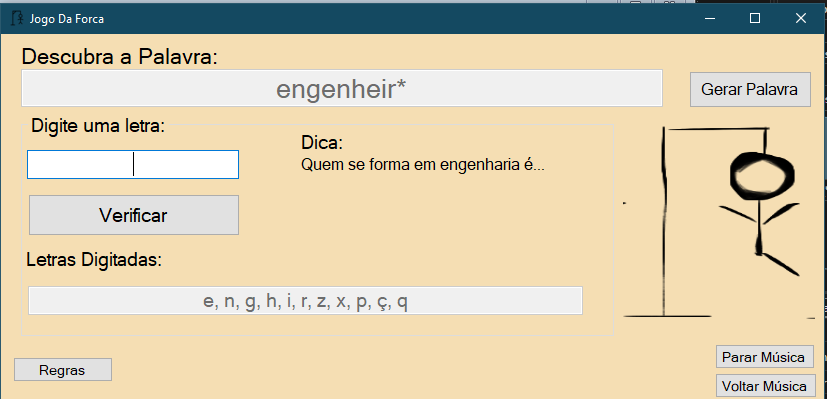 Jogo Da Forca
Descubra a Palavra:
engenheir*
Gerar Palavra
Digite uma letra:
Dica:
Quem se forma em engenharia é...
Verificar
Letras Digitadas:
e, n, g, h, i, r, z, x, p, ç, q
Parar Música
Regras
Voltar Música